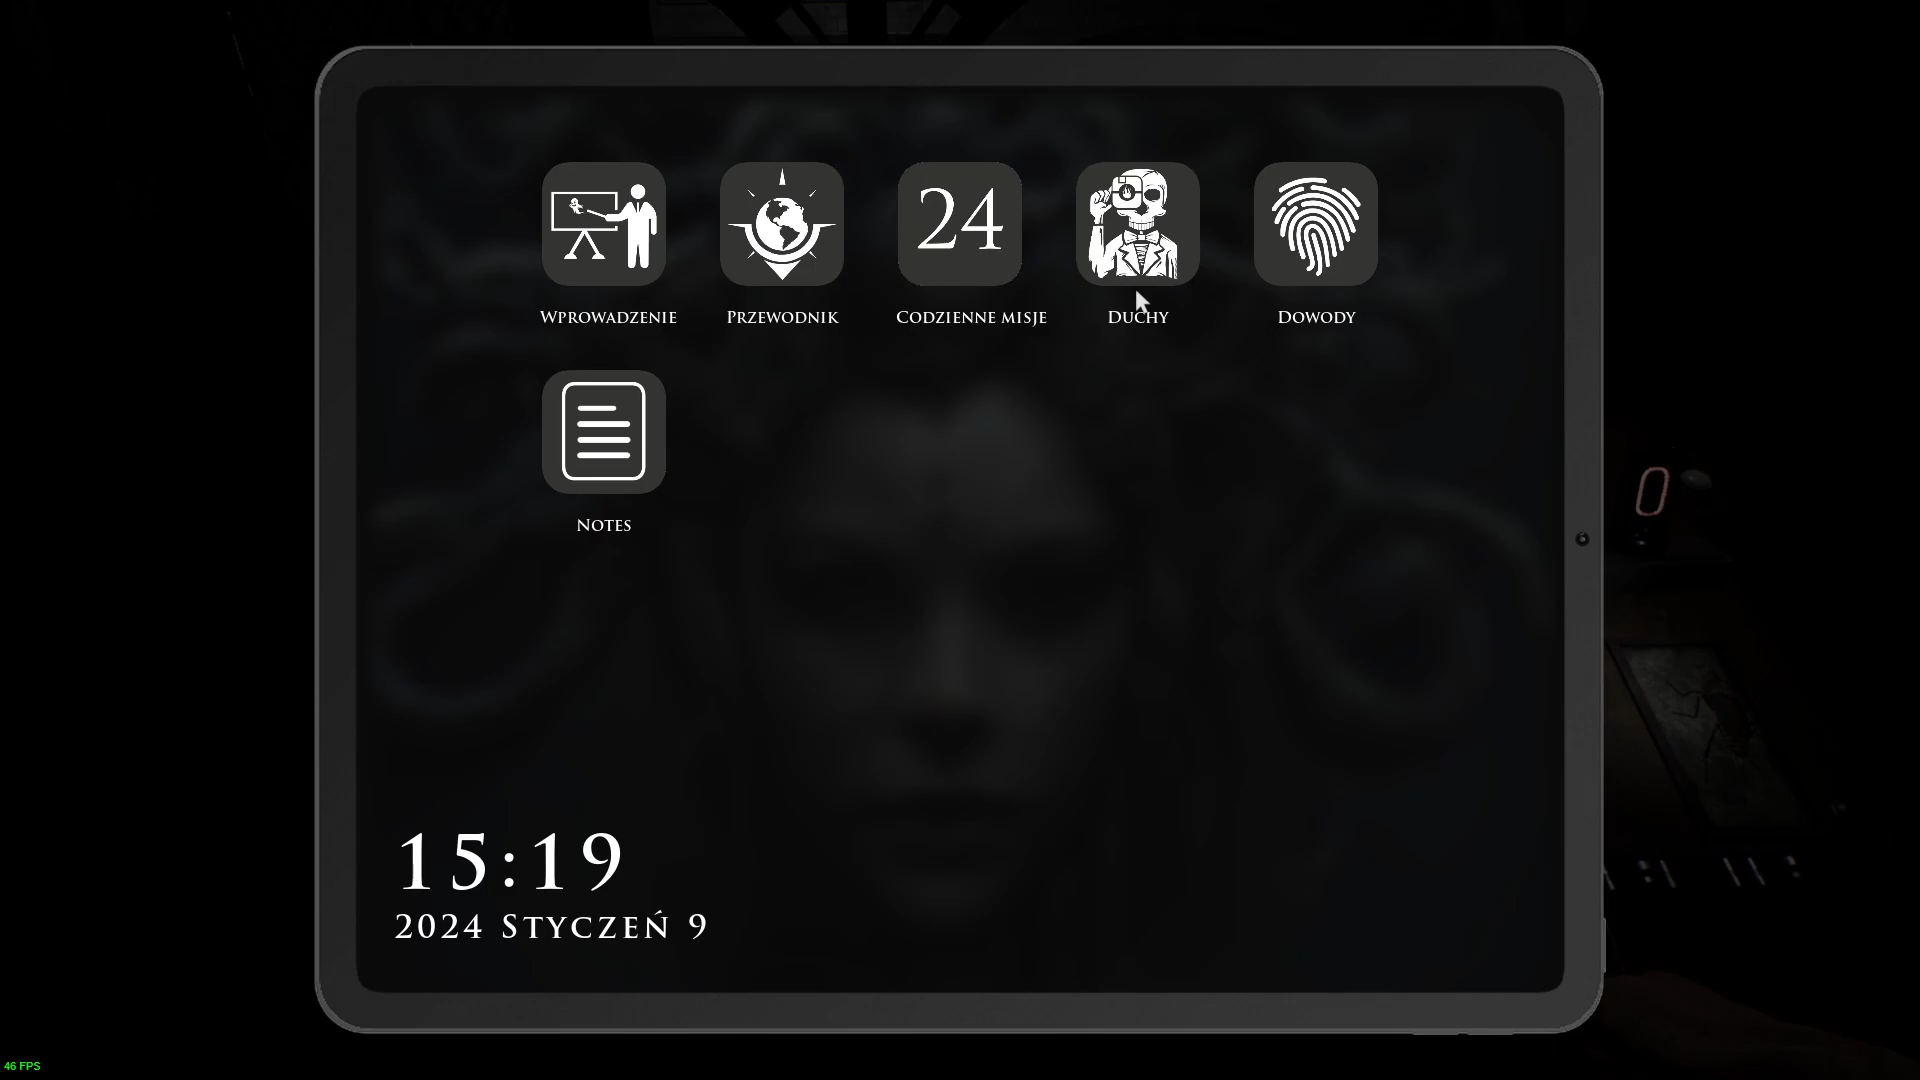 24
Wprowadzenie
Przewodnik
Codzienne misje
Duchy
Dowody
Notes
15:19
2024 Styczeń 9
46 FPS